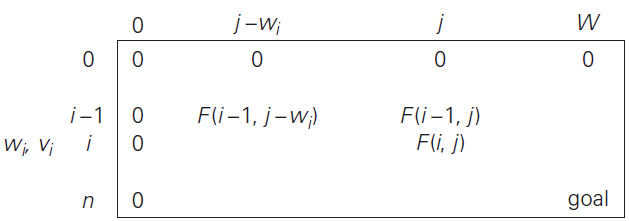 0 j–wᵢ j W
0 0 0 0 0
i–1 0 F(i–1, j–wᵢ) F(i–1, j)
wᵢ, vᵢ i 0 F(i, j)
n 0 goal